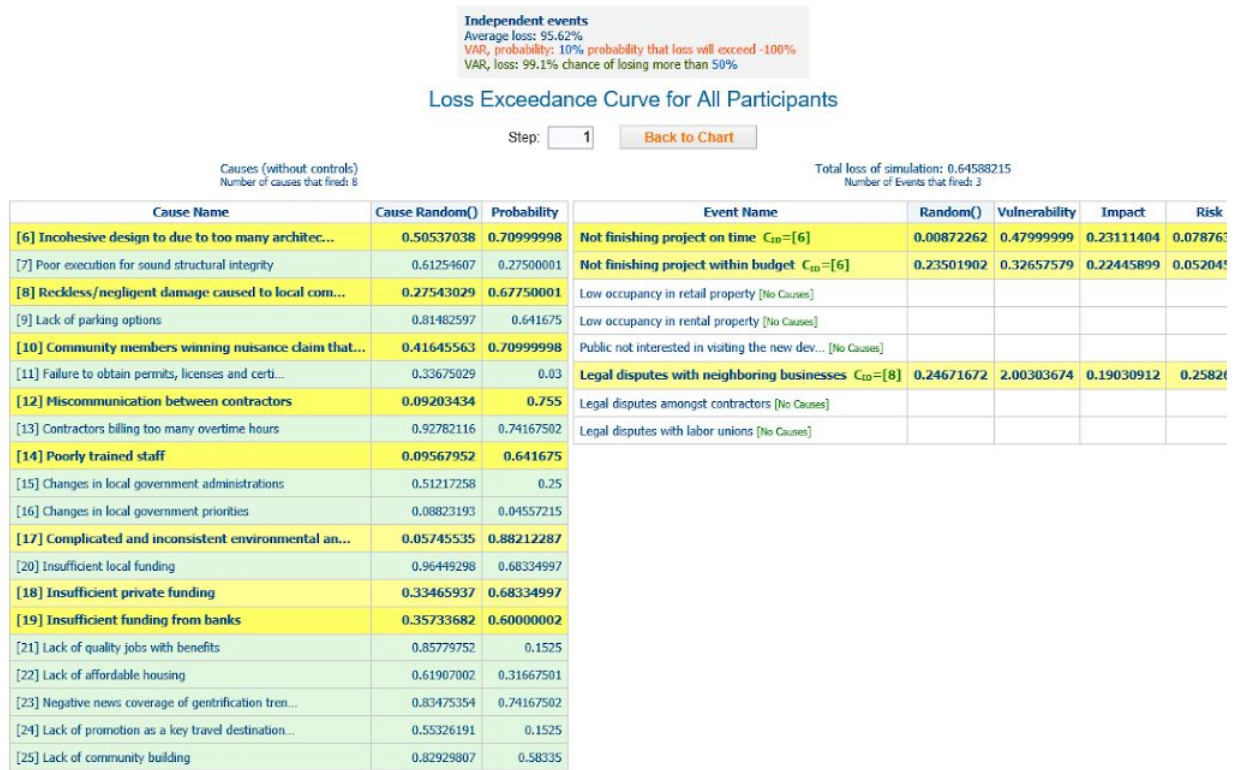 Independent events
Average loss: 95.62%
VAR, probability: 10% probability that loss will exceed -100%
VAR, loss: 99.1% chance of losing more than 50%
Loss Exceedance Curve for All Participants
Step: 1 Back to Chart
Causes (without controls)
Number of causes that fired: 8
Total loss of simulation: 0.64588215
Number of Events that fired: 3
Cause Name Cause Random() Probability
[6] Incohesive design to due to too many architec... 0.50537038 0.70999998
[7] Poor execution for sound structural integrity 0.61254607 0.27500001
[8] Reckless/negligent damage caused to local com... 0.27543029 0.67750001
[9] Lack of parking options 0.81482597 0.641675
[10] Community members winning nuisance claim that... 0.41645563 0.70999998
[11] Failure to obtain permits, licenses and certi... 0.33675029 0.03
[12] Miscommunication between contractors 0.09203434 0.755
[13] Contractors billing too many overtime hours 0.92782116 0.74167502
[14] Poorly trained staff 0.09567952 0.641675
[15] Changes in local government administrations 0.51217258 0.25
[16] Changes in local government priorities 0.08823193 0.04557215
[17] Complicated and inconsistent environmental an... 0.05745535 0.88212287
[20] Insufficient local funding 0.96449298 0.68334997
[18] Insufficient private funding 0.33465937 0.68334997
[19] Insufficient funding from banks 0.35733682 0.60000002
[21] Lack of quality jobs with benefits 0.85779752 0.1525
[22] Lack of affordable housing 0.61907002 0.31667501
[23] Negative news coverage of gentrification tren... 0.83475354 0.74167502
[24] Lack of promotion as a key travel destination... 0.55326191 0.1525
[25] Lack of community building 0.82929807 0.58335
Event Name Random() Vulnerability Impact Risk
Not finishing project on time C_ID=[6] 0.00872262 0.47999999 0.23111404 0.078763
Not finishing project within budget C_ID=[6] 0.23501902 0.32657579 0.22445899 0.052045
Low occupancy in retail property [No Causes]
Low occupancy in rental property [No Causes]
Public not interested in visiting the new dev... [No Causes]
Legal disputes with neighboring businesses C_ID=[8] 0.24671672 2.00303674 0.19030912 0.25826
Legal disputes amongst contractors [No Causes]
Legal disputes with labor unions [No Causes]